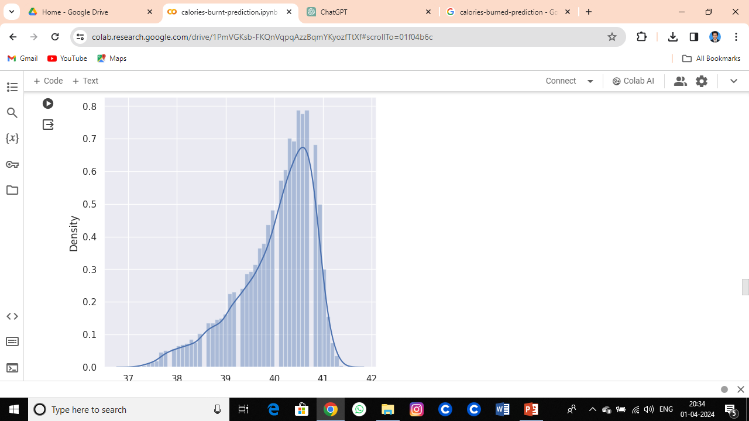 Home - Google Drive
calories-burnt-prediction.ipynb
ChatGPT
calories-burned-prediction - Go
colab.research.google.com/drive/1PmVGKsb-FKQnVqpqAzzBqmYKyozfTtXf#scrollTo=01f04b6c
Gmail
YouTube
Maps
All Bookmarks
+ Code + Text
Connect
Colab AI
{x}
0.8
0.7
0.6
0.5
0.4
0.3
0.2
0.1
0.0
Density
37 38 39 40 41 42
Type here to search
ENG
20:34
01-04-2024